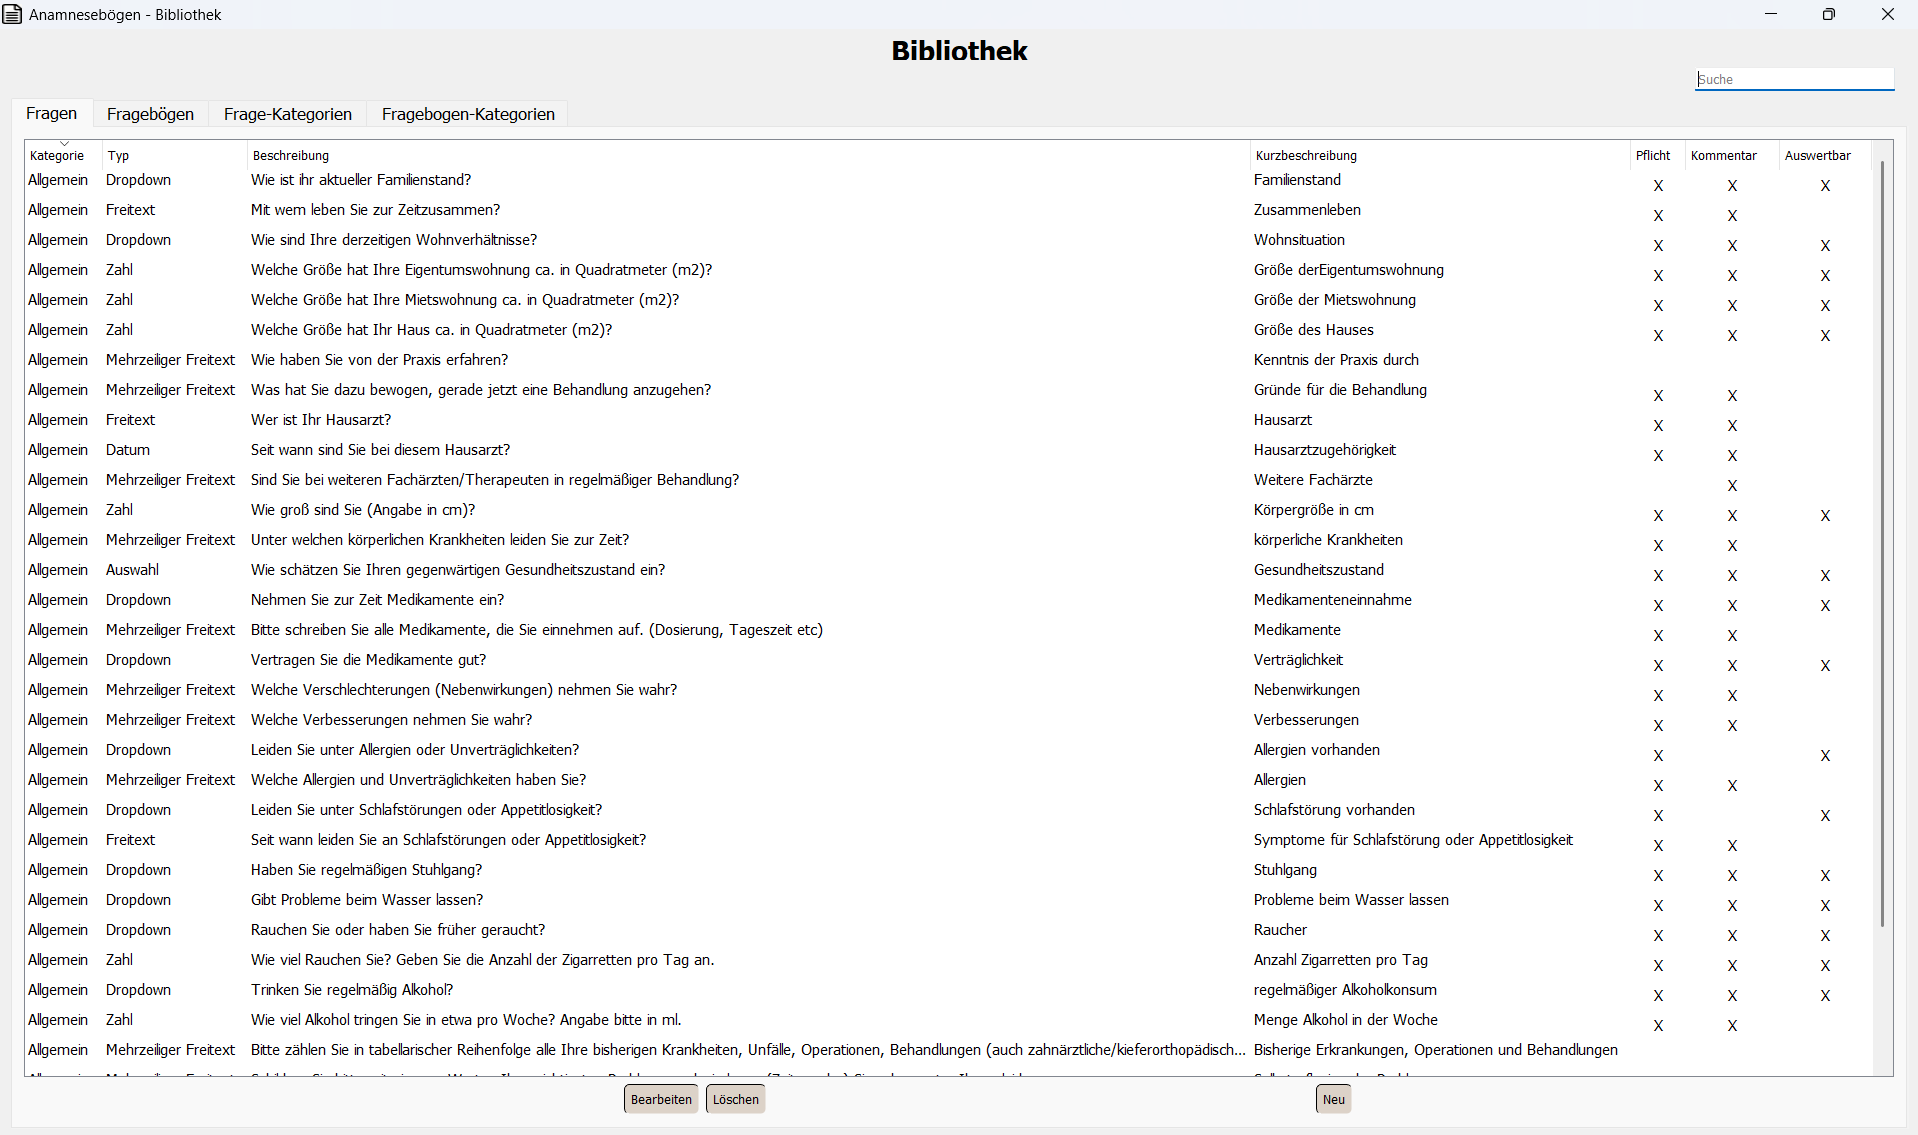 Anamnesebögen - Bibliothek
Bibliothek
Suche
Fragen Fragebögen Frage-Kategorien Fragebogen-Kategorien
Kategorie Typ Beschreibung Kurzbeschreibung Pflicht Kommentar Auswertbar
Allgemein Dropdown Wie ist ihr aktueller Familienstand? Familienstand X X X
Allgemein Freitext Mit wem leben Sie zur Zeitzusammen? Zusammenleben X X
Allgemein Dropdown Wie sind Ihre derzeitigen Wohnverhältnisse? Wohnsituation X X X
Allgemein Zahl Welche Größe hat Ihre Eigentumswohnung ca. in Quadratmeter (m2)? Größe derEigentumswohnung X X X
Allgemein Zahl Welche Größe hat Ihre Mietswohnung ca. in Quadratmeter (m2)? Größe der Mietswohnung X X X
Allgemein Zahl Welche Größe hat Ihr Haus ca. in Quadratmeter (m2)? Größe des Hauses X X X
Allgemein Mehrzeiliger Freitext Wie haben Sie von der Praxis erfahren? Kenntnis der Praxis durch
Allgemein Mehrzeiliger Freitext Was hat Sie dazu bewogen, gerade jetzt eine Behandlung anzugehen? Gründe für die Behandlung X X
Allgemein Freitext Wer ist Ihr Hausarzt? Hausarzt X X
Allgemein Datum Seit wann sind Sie bei diesem Hausarzt? Hausarztzugehörigkeit X X
Allgemein Mehrzeiliger Freitext Sind Sie bei weiteren Fachärzten/Therapeuten in regelmäßiger Behandlung? Weitere Fachärzte X
Allgemein Zahl Wie groß sind Sie (Angabe in cm)? Körpergröße in cm X X X
Allgemein Mehrzeiliger Freitext Unter welchen körperlichen Krankheiten leiden Sie zur Zeit? körperliche Krankheiten X X
Allgemein Auswahl Wie schätzen Sie Ihren gegenwärtigen Gesundheitszustand ein? Gesundheitszustand X X X
Allgemein Dropdown Nehmen Sie zur Zeit Medikamente ein? Medikamenteneinnahme X X X
Allgemein Mehrzeiliger Freitext Bitte schreiben Sie alle Medikamente, die Sie einnehmen auf. (Dosierung, Tageszeit etc) Medikamente X X
Allgemein Dropdown Vertragen Sie die Medikamente gut? Verträglichkeit X X X
Allgemein Mehrzeiliger Freitext Welche Verschlechterungen (Nebenwirkungen) nehmen Sie wahr? Nebenwirkungen X X
Allgemein Mehrzeiliger Freitext Welche Verbesserungen nehmen Sie wahr? Verbesserungen X X
Allgemein Dropdown Leiden Sie unter Allergien oder Unverträglichkeiten? Allergien vorhanden X X
Allgemein Mehrzeiliger Freitext Welche Allergien und Unverträglichkeiten haben Sie? Allergien X X
Allgemein Dropdown Leiden Sie unter Schlafstörungen oder Appetitlosigkeit? Schlafstörung vorhanden X X
Allgemein Freitext Seit wann leiden Sie an Schlafstörungen oder Appetitlosigkeit? Symptome für Schlafstörung oder Appetitlosigkeit X X
Allgemein Dropdown Haben Sie regelmäßigen Stuhlgang? Stuhlgang X X X
Allgemein Dropdown Gibt Probleme beim Wasser lassen? Probleme beim Wasser lassen X X X
Allgemein Dropdown Rauchen Sie oder haben Sie früher geraucht? Raucher X X X
Allgemein Zahl Wie viel Rauchen Sie? Geben Sie die Anzahl der Zigarretten pro Tag an. Anzahl Zigarretten pro Tag X X X
Allgemein Dropdown Trinken Sie regelmäßig Alkohol? regelmäßiger Alkoholkonsum X X X
Allgemein Zahl Wie viel Alkohol tringen Sie in etwa pro Woche? Angabe bitte in ml. Menge Alkohol in der Woche X X
Allgemein Mehrzeiliger Freitext Bitte zählen Sie in tabellarischer Reihenfolge alle Ihre bisherigen Krankheiten, Unfälle, Operationen, Behandlungen (auch zahnärztliche/kieferorthopädisch... Bisherige Erkrankungen, Operationen und Behandlungen
Bearbeiten Löschen Neu